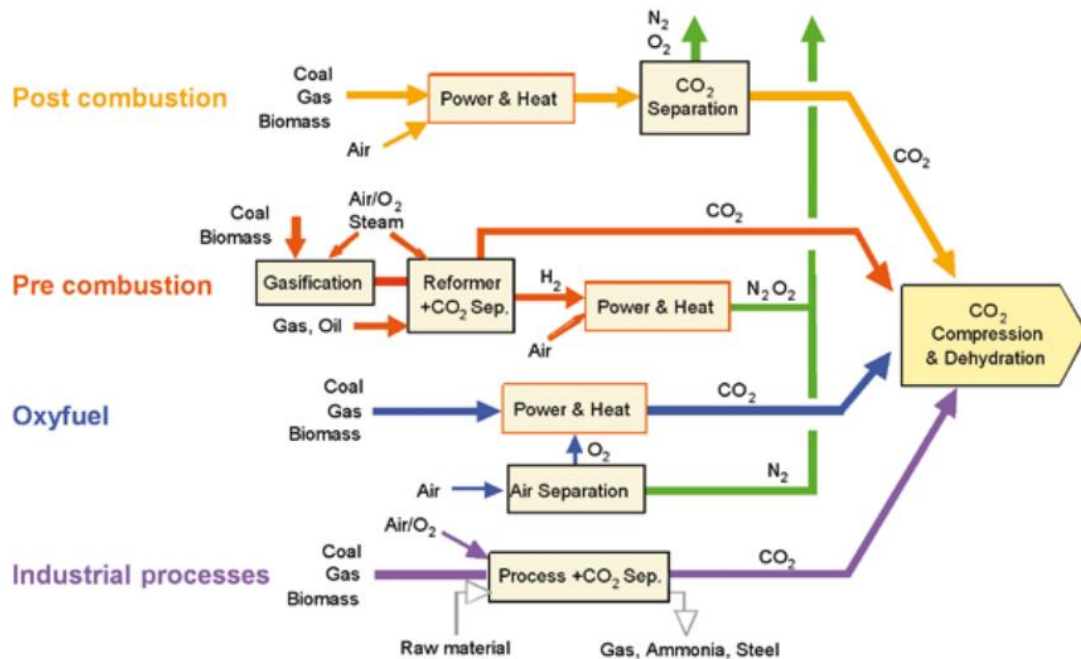 N₂
O₂
Post combustion
Coal
Gas
Biomass
Air
Power & Heat
CO₂
Separation
CO₂
Pre combustion
Coal
Biomass
Air/O₂
Steam
Gasification
Gas, Oil
Reformer
+CO₂ Sep.
CO₂
H₂
Air
Power & Heat
N₂ O₂
CO₂
Compression
& Dehydration
Oxyfuel
Coal
Gas
Biomass
Power & Heat
CO₂
O₂
Air
Air Separation
N₂
Industrial processes
Air/O₂
Coal
Gas
Biomass
Process +CO₂ Sep.
CO₂
Raw material
Gas, Ammonia, Steel